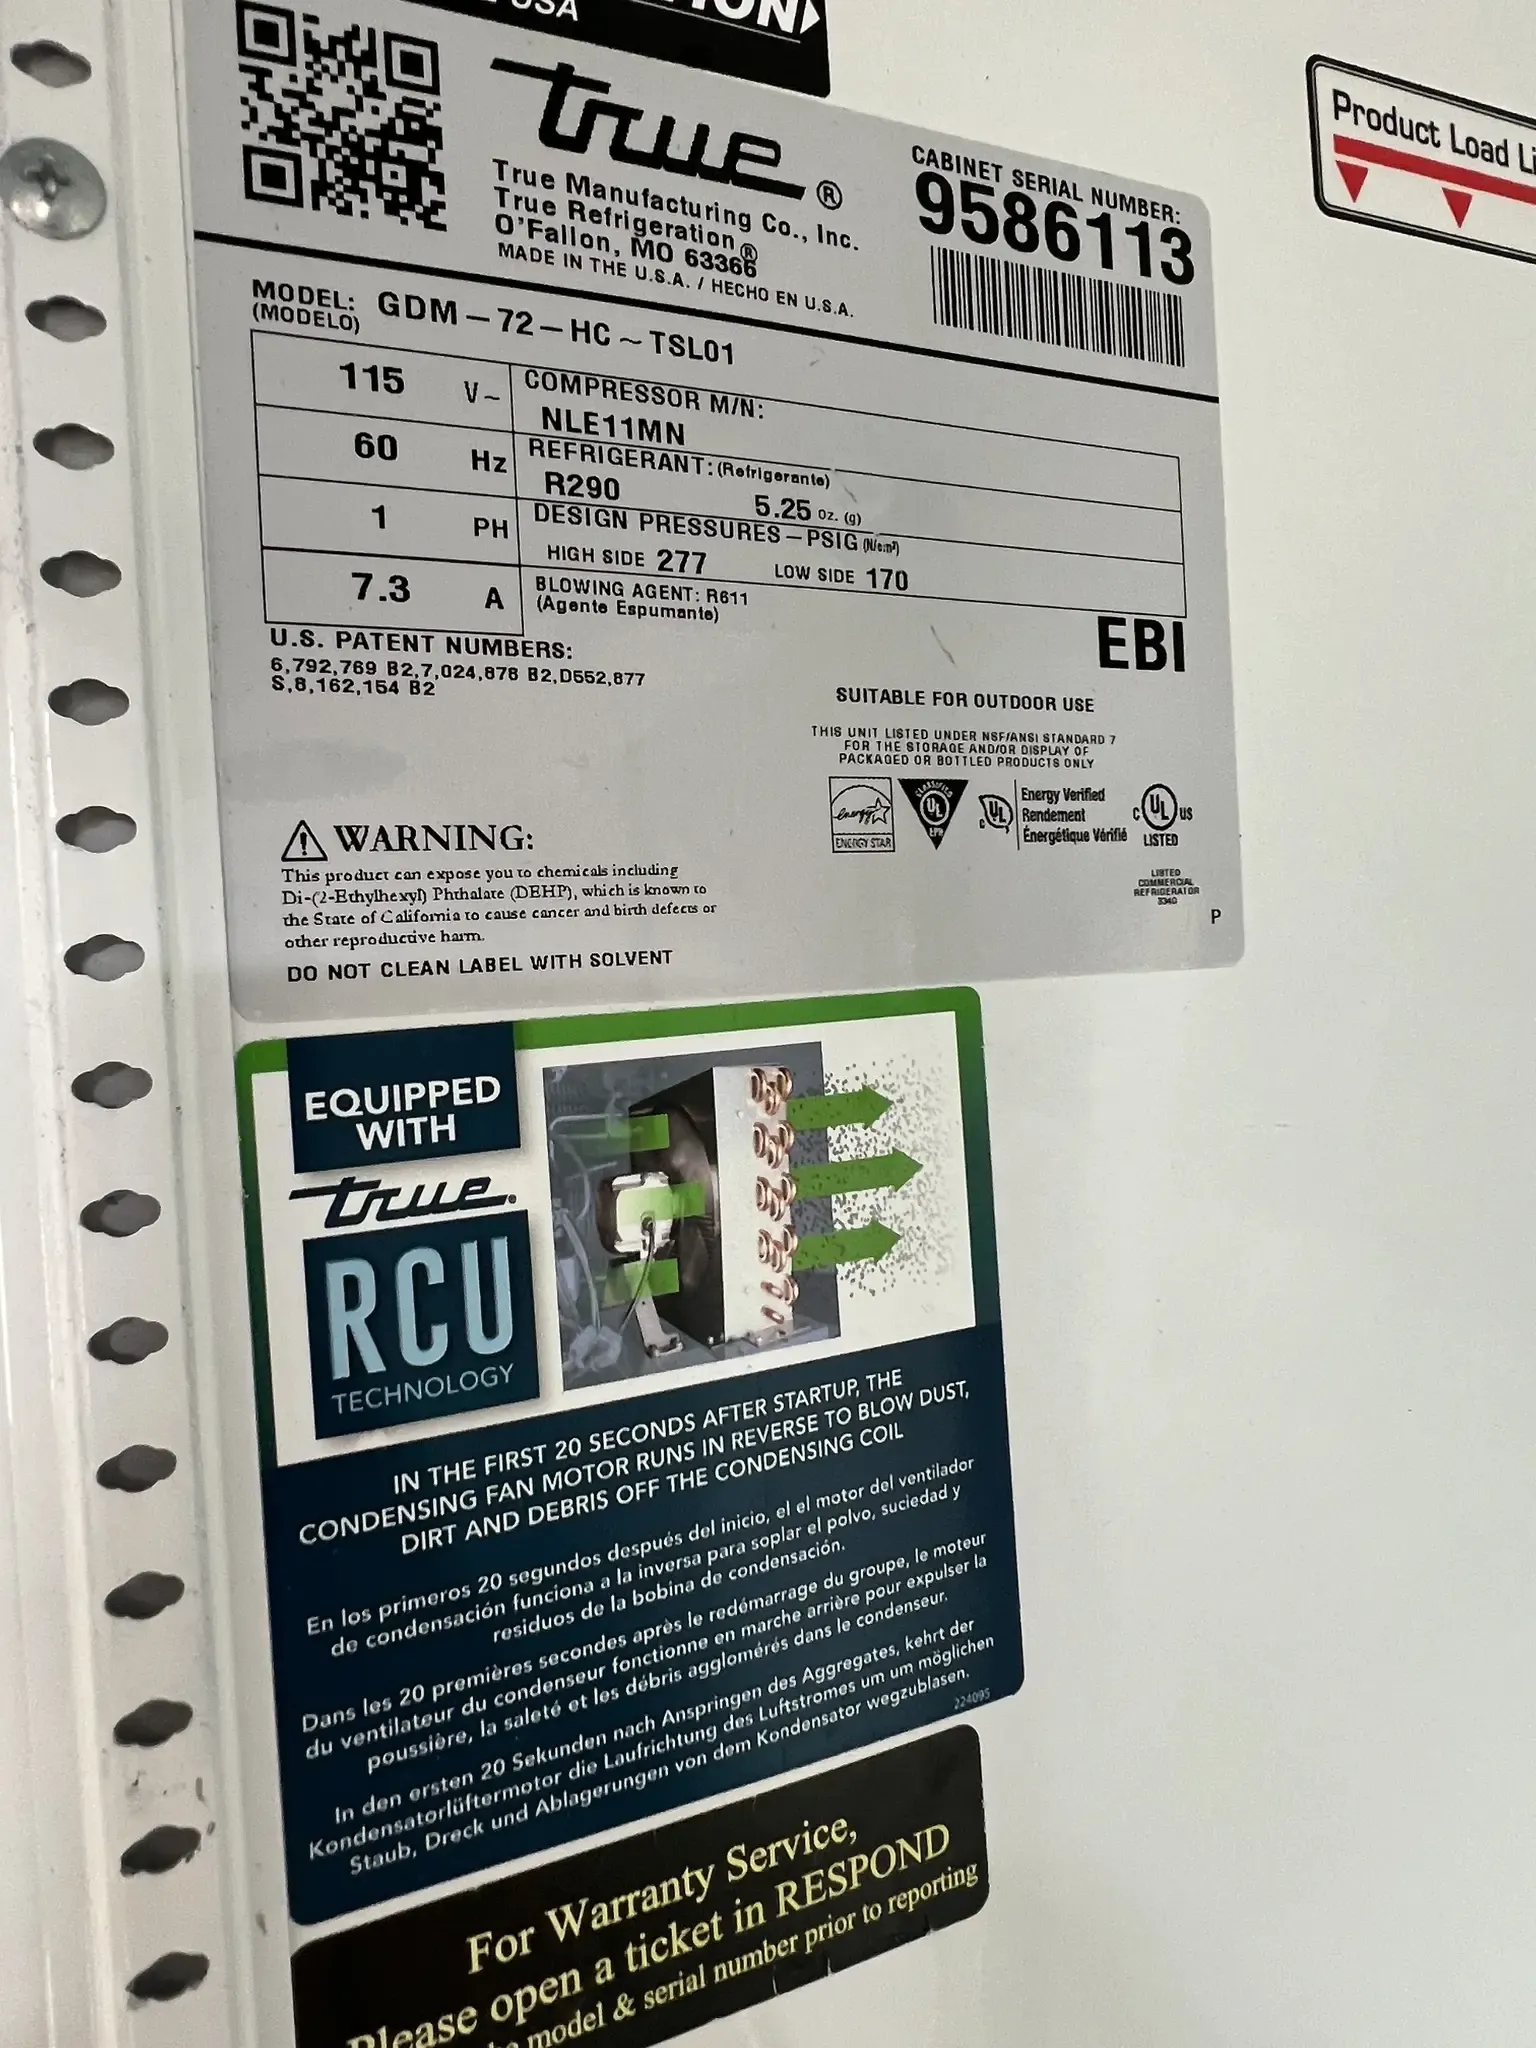 USA
true®
True Manufacturing Co., Inc.
True Refrigeration®
O'Fallon, MO 63366
MADE IN THE U.S.A. / HECHO EN U.S.A.
CABINET SERIAL NUMBER:
9586113
Product Load
MODEL: GDM-72-HC~TSL01
(MODELO)
115 V~
60 Hz
1 PH
7.3 A
COMPRESSOR M/N:
NLE11MN
REFRIGERANT: (Refrigerante)
R290 5.25 oz. (g)
DESIGN PRESSURES-PSIG (N/cm²)
HIGH SIDE 277 LOW SIDE 170
BLOWING AGENT: R611
(Agente Espumante)
EBI
U.S. PATENT NUMBERS:
6,792,769 B2,7,024,878 B2,D552,877
S,8,162,154 B2
SUITABLE FOR OUTDOOR USE
THIS UNIT LISTED UNDER NSF/ANSI STANDARD 7
FOR THE STORAGE AND/OR DISPLAY OF
PACKAGED OR BOTTLED PRODUCTS ONLY
energy
ENERGY STAR
CLASSIFIED
UL
EPH
c UL
Energy Verified
Rendement
Énergétique Vérifié
c UL US
LISTED
LISTED
COMMERCIAL
REFRIGERATOR
334G
P
WARNING:
This product can expose you to chemicals including
Di-(2-Ethylhexyl) Phthalate (DEHP), which is known to
the State of California to cause cancer and birth defects or
other reproductive harm.
DO NOT CLEAN LABEL WITH SOLVENT
EQUIPPED
WITH
true®
RCU
TECHNOLOGY
IN THE FIRST 20 SECONDS AFTER STARTUP, THE
CONDENSING FAN MOTOR RUNS IN REVERSE TO BLOW DUST,
DIRT AND DEBRIS OFF THE CONDENSING COIL
En los primeros 20 segundos después del inicio, el el motor del ventilador
de condensación funciona a la inversa para soplar el polvo, suciedad y
residuos de la bobina de condensación.
Dans les 20 premières secondes après le redémarrage du groupe, le moteur
du ventilateur du condenseur fonctionne en marche arrière pour expulser la
poussière, la saleté et les débris agglomérés dans le condenseur.
In den ersten 20 Sekunden nach Anspringen des Aggregates, kehrt der
Kondensatorlüftermotor die Laufrichtung des Luftstromes um um möglichen
Staub, Dreck und Ablagerungen von dem Kondensator wegzublasen.
224095
For Warranty Service,
Please open a ticket in RESPOND
model & serial number prior to reporting